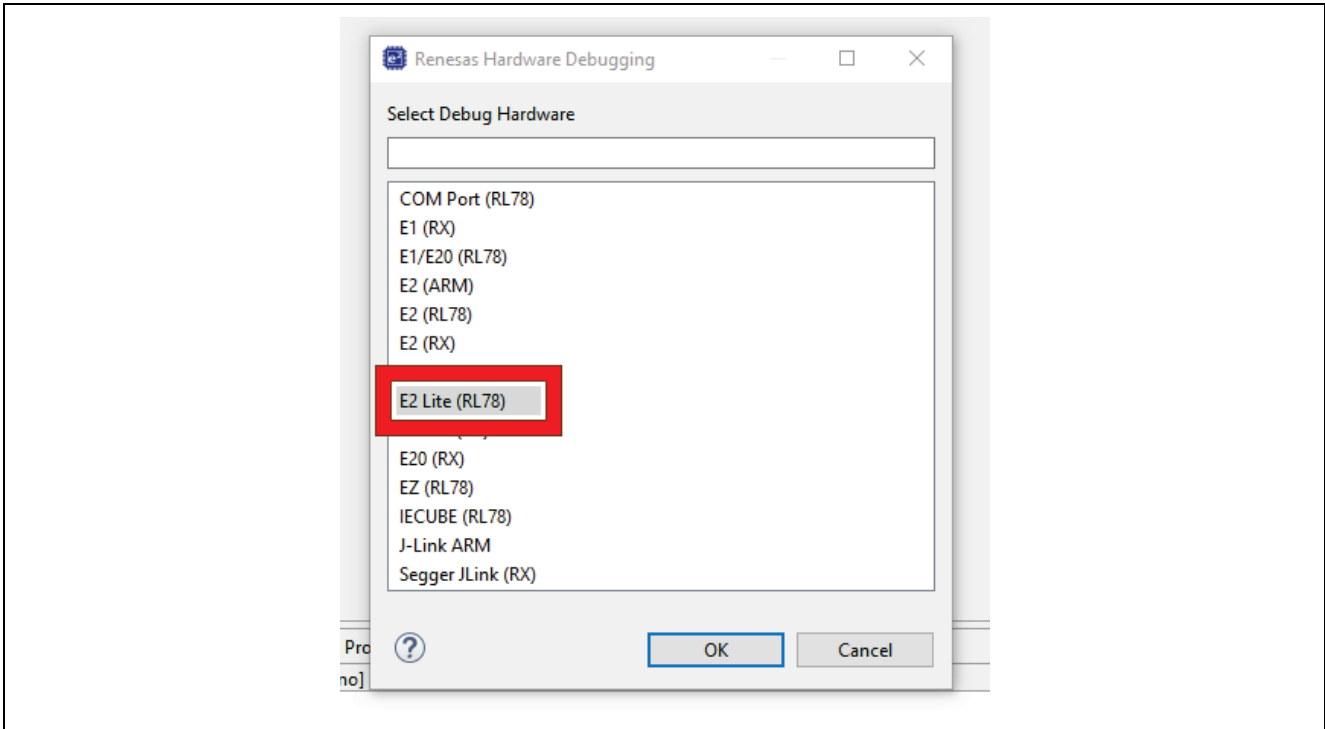 Renesas Hardware Debugging
Select Debug Hardware
COM Port (RL78)
E1 (RX)
E1/E20 (RL78)
E2 (ARM)
E2 (RL78)
E2 (RX)
E2 Lite (RL78)
E20 (RX)
EZ (RL78)
IECUBE (RL78)
J-Link ARM
Segger JLink (RX)
Pro
OK
Cancel
no]